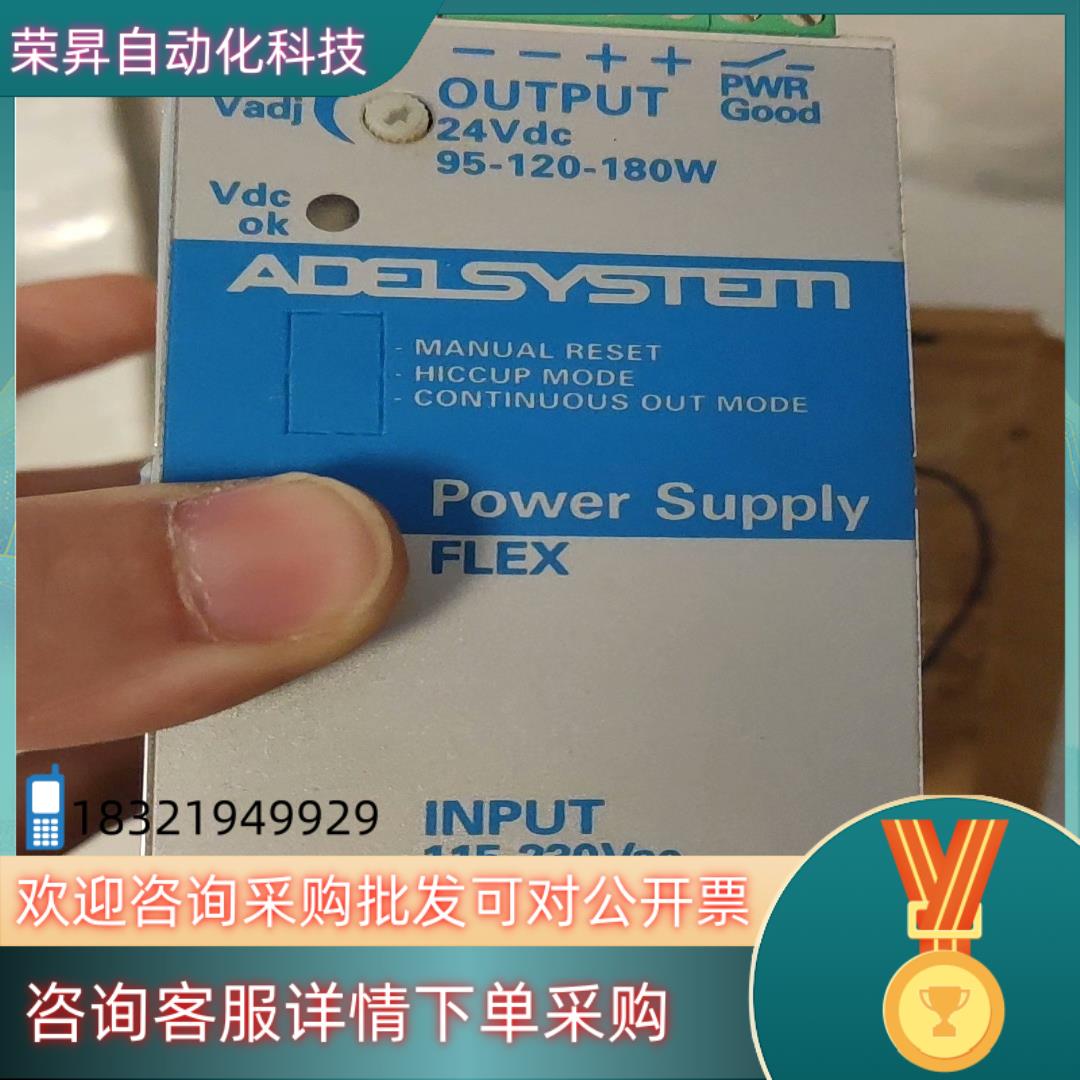 荣昇自动化科技
− − + +
PWR
Good
Vadj
OUTPUT
24Vdc
95-120-180W
Vdc
ok
ADELSYSTEM
- MANUAL RESET
- HICCUP MODE
- CONTINUOUS OUT MODE
Power Supply
FLEX
18321949929
INPUT
115-230Vac
欢迎咨询采购批发可对公开票
咨询客服详情下单采购